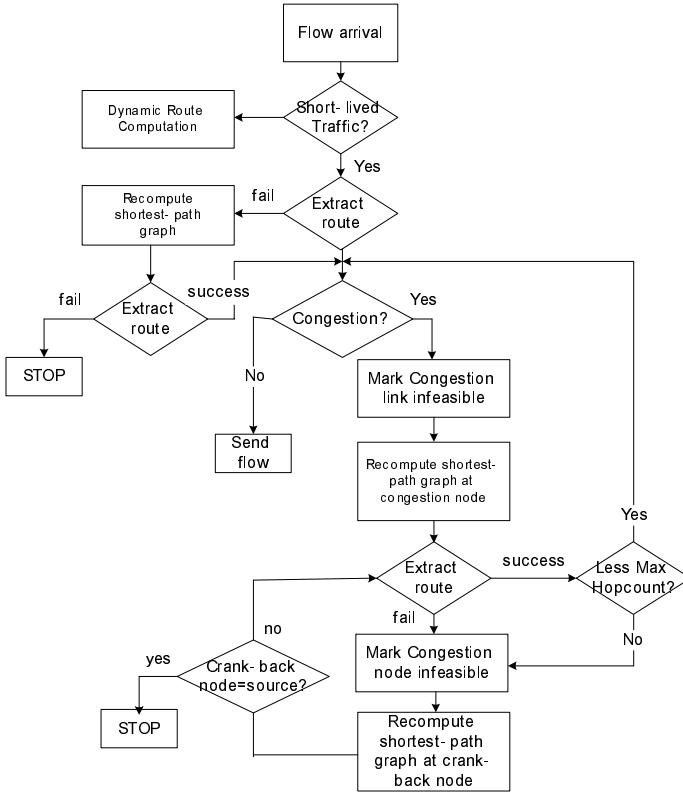 Flow arrival
Short- lived
Traffic?
Dynamic Route
Computation
Yes
fail
Recompute
shortest- path
graph
Extract
route
success
fail
Extract
route
Congestion?
Yes
STOP
No
Mark Congestion
link infeasible
Send
flow
Recompute shortest-
path graph at
congestion node
Yes
Extract
route
success
Less Max
Hopcount?
fail
no
No
Mark Congestion
node infeasible
yes
Crank- back
node=source?
STOP
Recompute
shortest- path
graph at crank-
back node